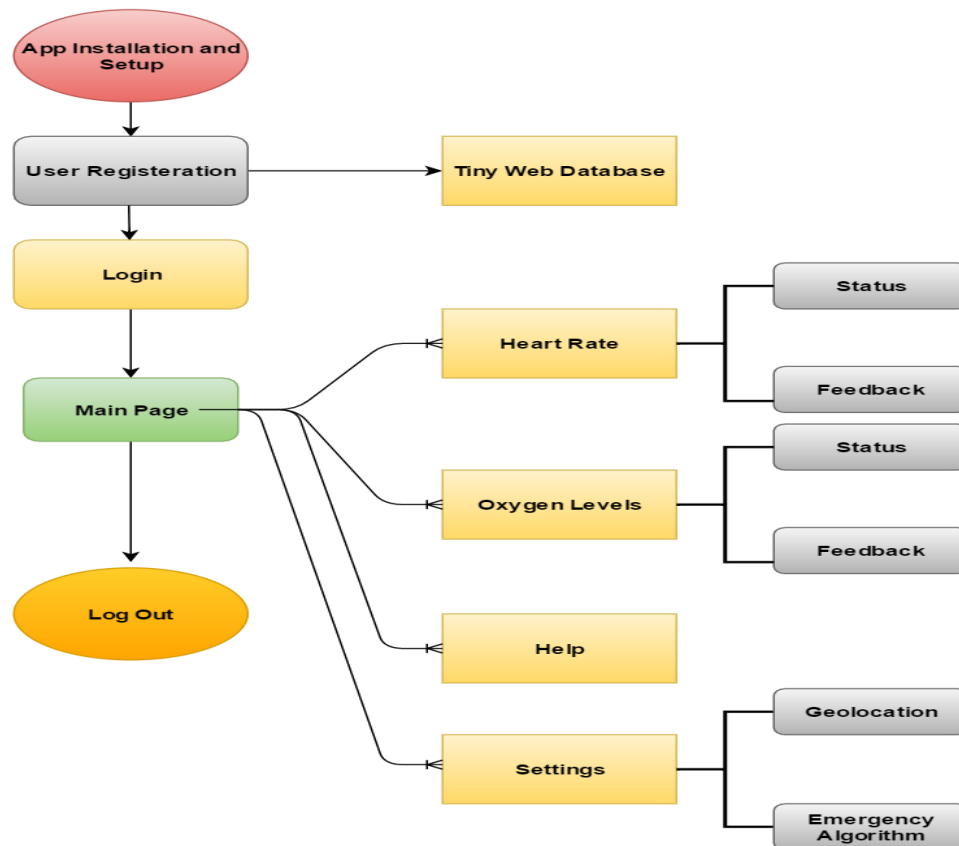 App Installation and
Setup
User Registeration
Tiny Web Database
Login
Status
Heart Rate
Feedback
Main Page
Status
Oxygen Levels
Feedback
Log Out
Help
Geolocation
Settings
Emergency
Algorithm